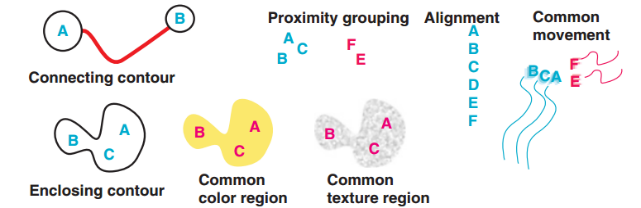 A
B
Connecting contour
Proximity grouping
A
B
C
F
E
Alignment
A
B
C
D
E
F
Common
movement
B
C
A
F
E
B
A
C
Enclosing contour
B
A
C
Common
color region
B
A
C
Common
texture region